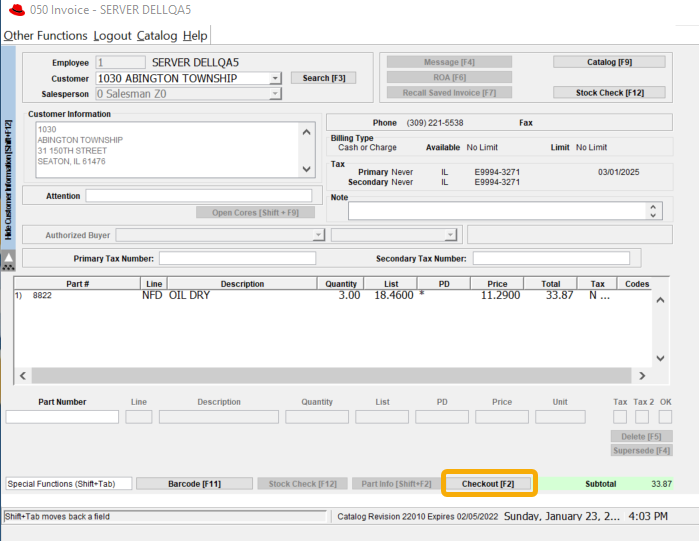 050 Invoice - SERVER DELLQA5
Other Functions Logout Catalog Help
Employee 1 SERVER DELLQA5
Customer 1030 ABINGTON TOWNSHIP Search [F3]
Salesperson 0 Salesman Z0
Message [F4] Catalog [F9]
ROA [F6]
Recall Saved Invoice [F7] Stock Check [F12]
Hide Customer Information [Shift+F12]
Customer Information
1030
ABINGTON TOWNSHIP
31 150TH STREET
SEATON, IL 61476
Attention
Open Cores [Shift + F9]
Phone (309) 221-5538 Fax
Billing Type
Cash or Charge Available No Limit Limit No Limit
Tax
Primary Never IL E9994-3271 03/01/2025
Secondary Never IL E9994-3271
Note
Authorized Buyer
Primary Tax Number: Secondary Tax Number:
Part # Line Description Quantity List PD Price Total Tax Codes
1) 8822 NFD OIL DRY 3.00 18.4600 * 11.2900 33.87 N ...
Part Number Line Description Quantity List PD Price Unit Tax Tax 2 OK
Delete [F5]
Supersede [F4]
Special Functions (Shift+Tab) Barcode [F11] Stock Check [F12] Part Info [Shift+F2] Checkout [F2] Subtotal 33.87
Shift+Tab moves back a field Catalog Revision 22010 Expires 02/05/2022 Sunday, January 23, 2... 4:03 PM